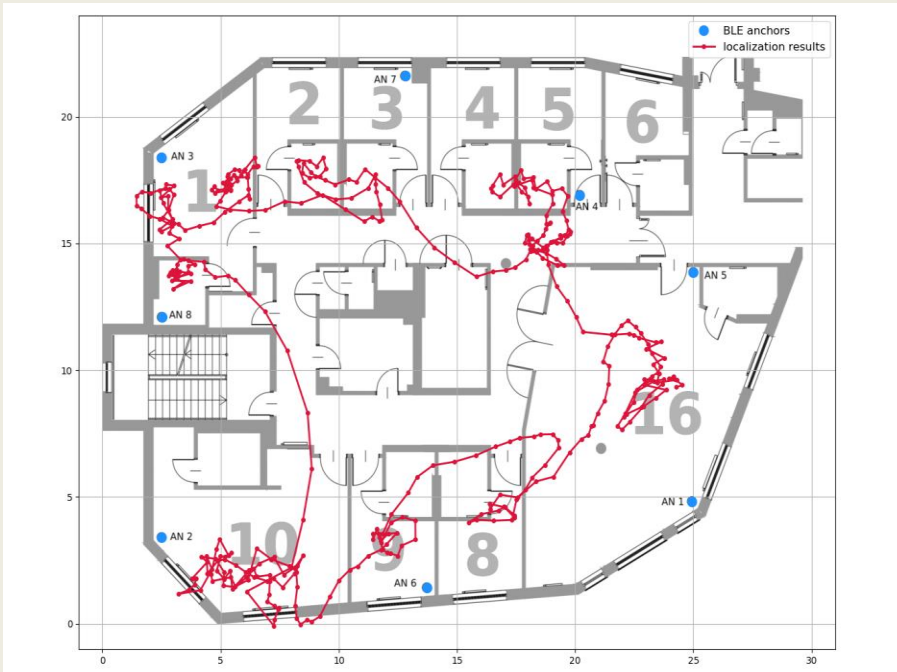 BLE anchors
localization results
AN 7
2
3
4
5
6
20
AN 3
1
AN 4
15
AN 5
AN 8
10
16
5
AN 1
AN 2
10
9
8
AN 6
0
0
5
10
15
20
25
30